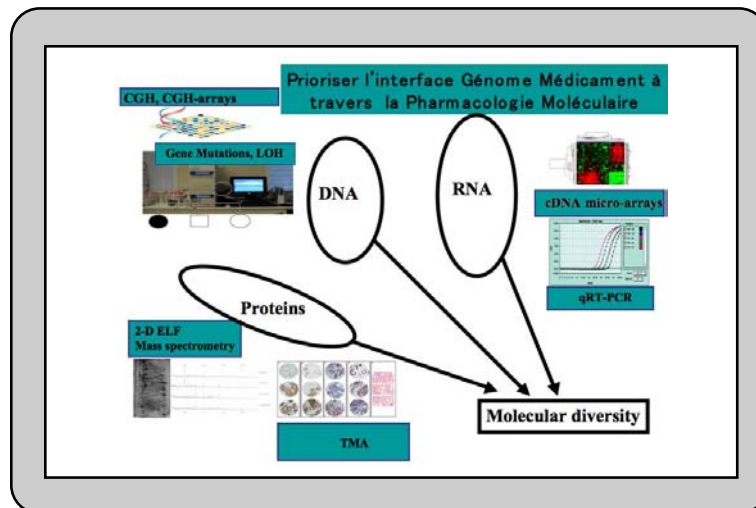 Prioriser l'interface Génome Médicament à
travers la Pharmacologie Moléculaire
CGH, CGH-arrays
Gene Mutations, LOH
DNA
RNA
cDNA micro-arrays
qRT-PCR
Proteins
2-D ELF
Mass spectrometry
TMA
Molecular diversity